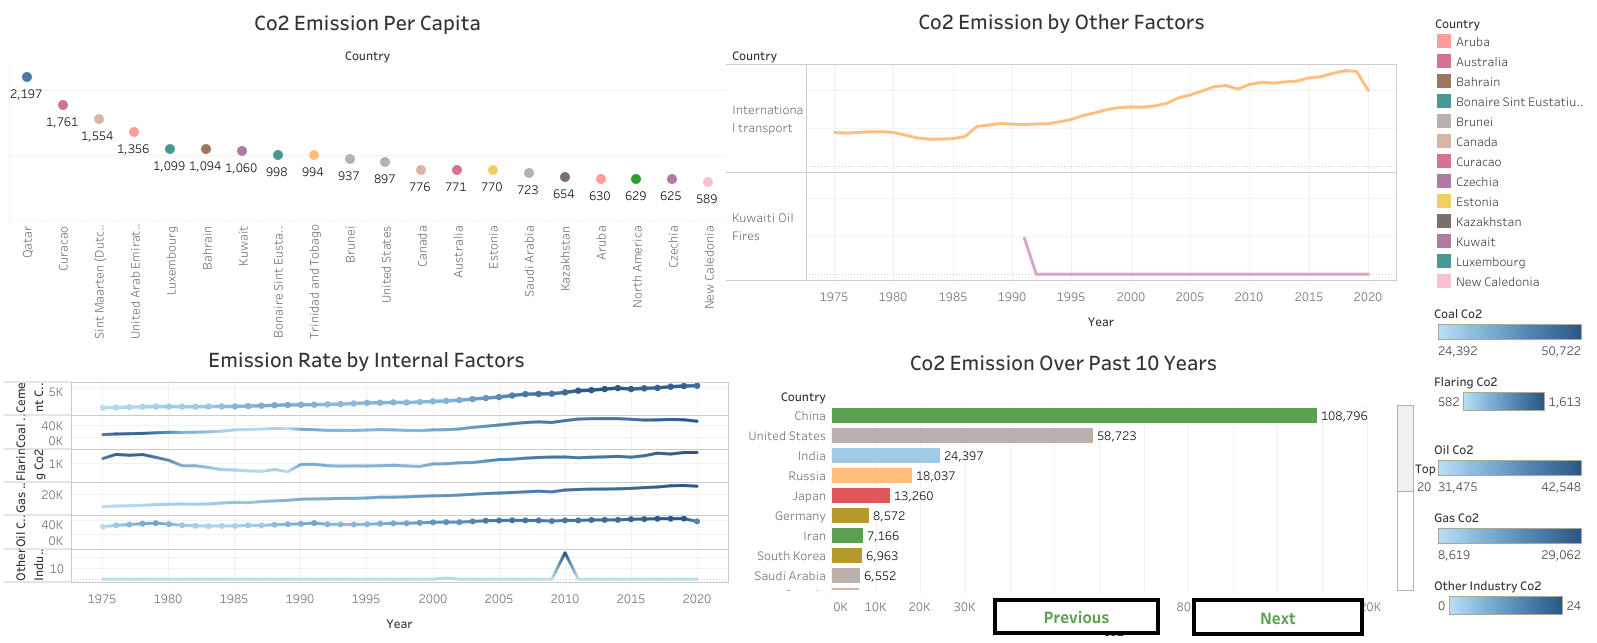 Co2 Emission Per Capita
Country
2,197
1,761
1,554
1,356
1,099
1,094
1,060
998
994
937
897
776
771
770
723
654
630
629
625
589
Qatar
Curacao
Sint Maarten (Dutc..
United Arab Emirat..
Luxembourg
Bahrain
Kuwait
Bonaire Sint Eusta..
Trinidad and Tobago
Brunei
United States
Canada
Australia
Estonia
Saudi Arabia
Kazakhstan
Aruba
North America
Czechia
New Caledonia
Co2 Emission by Other Factors
Country
Internationa
l transport
Kuwaiti Oil
Fires
1975 1980 1985 1990 1995 2000 2005 2010 2015 2020
Year
Emission Rate by Internal Factors
Ceme
nt C..
5K
Coal ..
40K
0K
Flarin
g Co2
1K
Gas ..
20K
Oil C..
40K
0K
Other
Indu..
10
1975 1980 1985 1990 1995 2000 2005 2010 2015 2020
Year
Co2 Emission Over Past 10 Years
Country
China 108,796
United States 58,723
India 24,397
Russia 18,037
Japan 13,260
Germany 8,572
Iran 7,166
South Korea 6,963
Saudi Arabia 6,552
0K 10K 20K 30K 80 20K
Previous
Next
Top
20
Country
Aruba
Australia
Bahrain
Bonaire Sint Eustatiu..
Brunei
Canada
Curacao
Czechia
Estonia
Kazakhstan
Kuwait
Luxembourg
New Caledonia
Coal Co2
24,392 50,722
Flaring Co2
582 1,613
Oil Co2
31,475 42,548
Gas Co2
8,619 29,062
Other Industry Co2
0 24